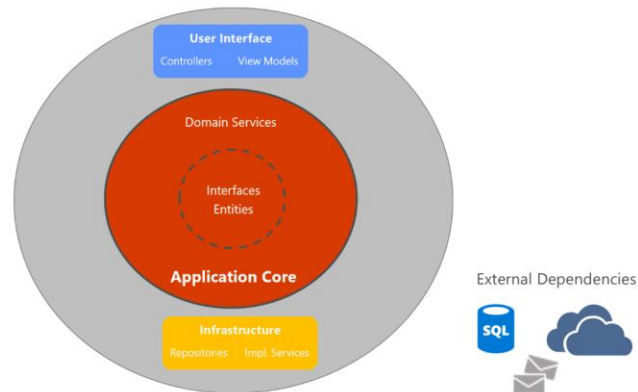 User Interface
Controllers View Models
Domain Services
Interfaces
Entities
Application Core
Infrastructure
Repositories Impl. Services
External Dependencies
SQL